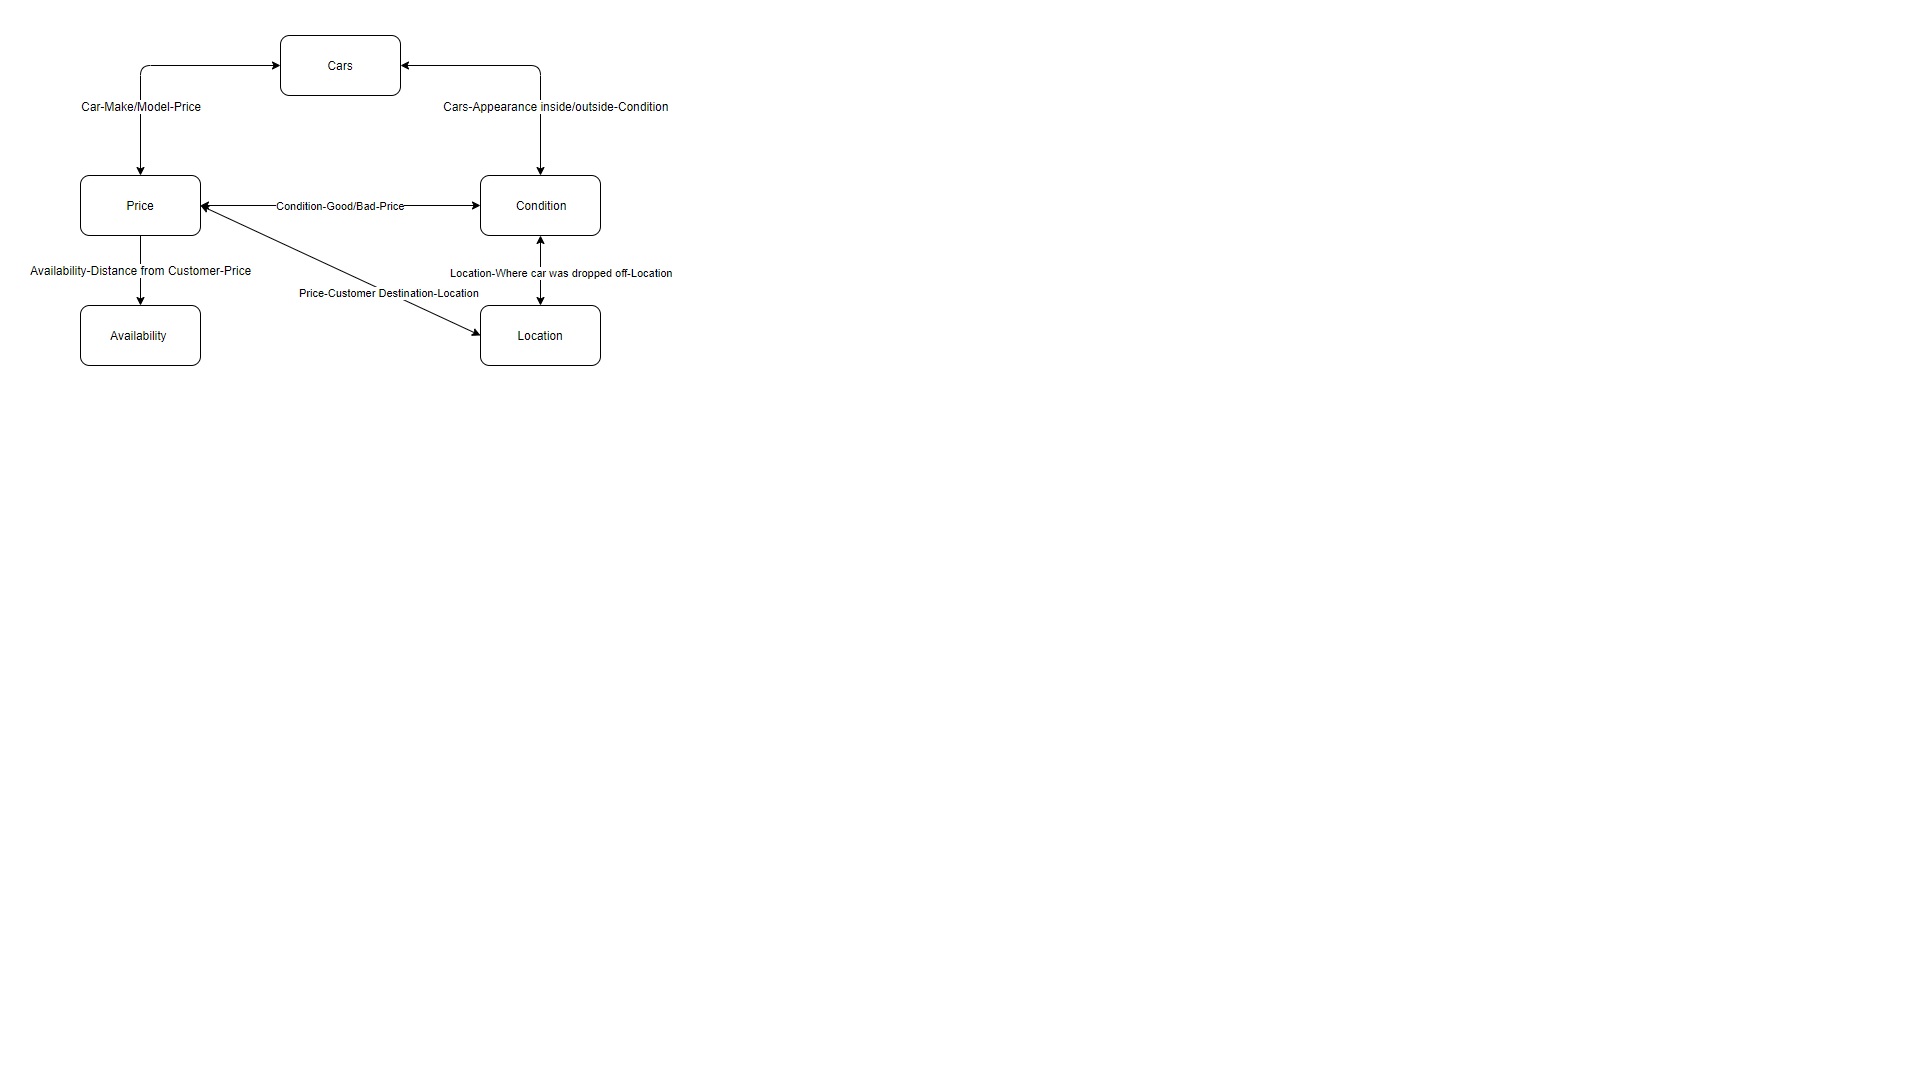 Cars
Car-Make/Model-Price
Cars-Appearance inside/outside-Condition
Price
Condition-Good/Bad-Price
Condition
Availability-Distance from Customer-Price
Location-Where car was dropped off-Location
Price-Customer Destination-Location
Availability
Location